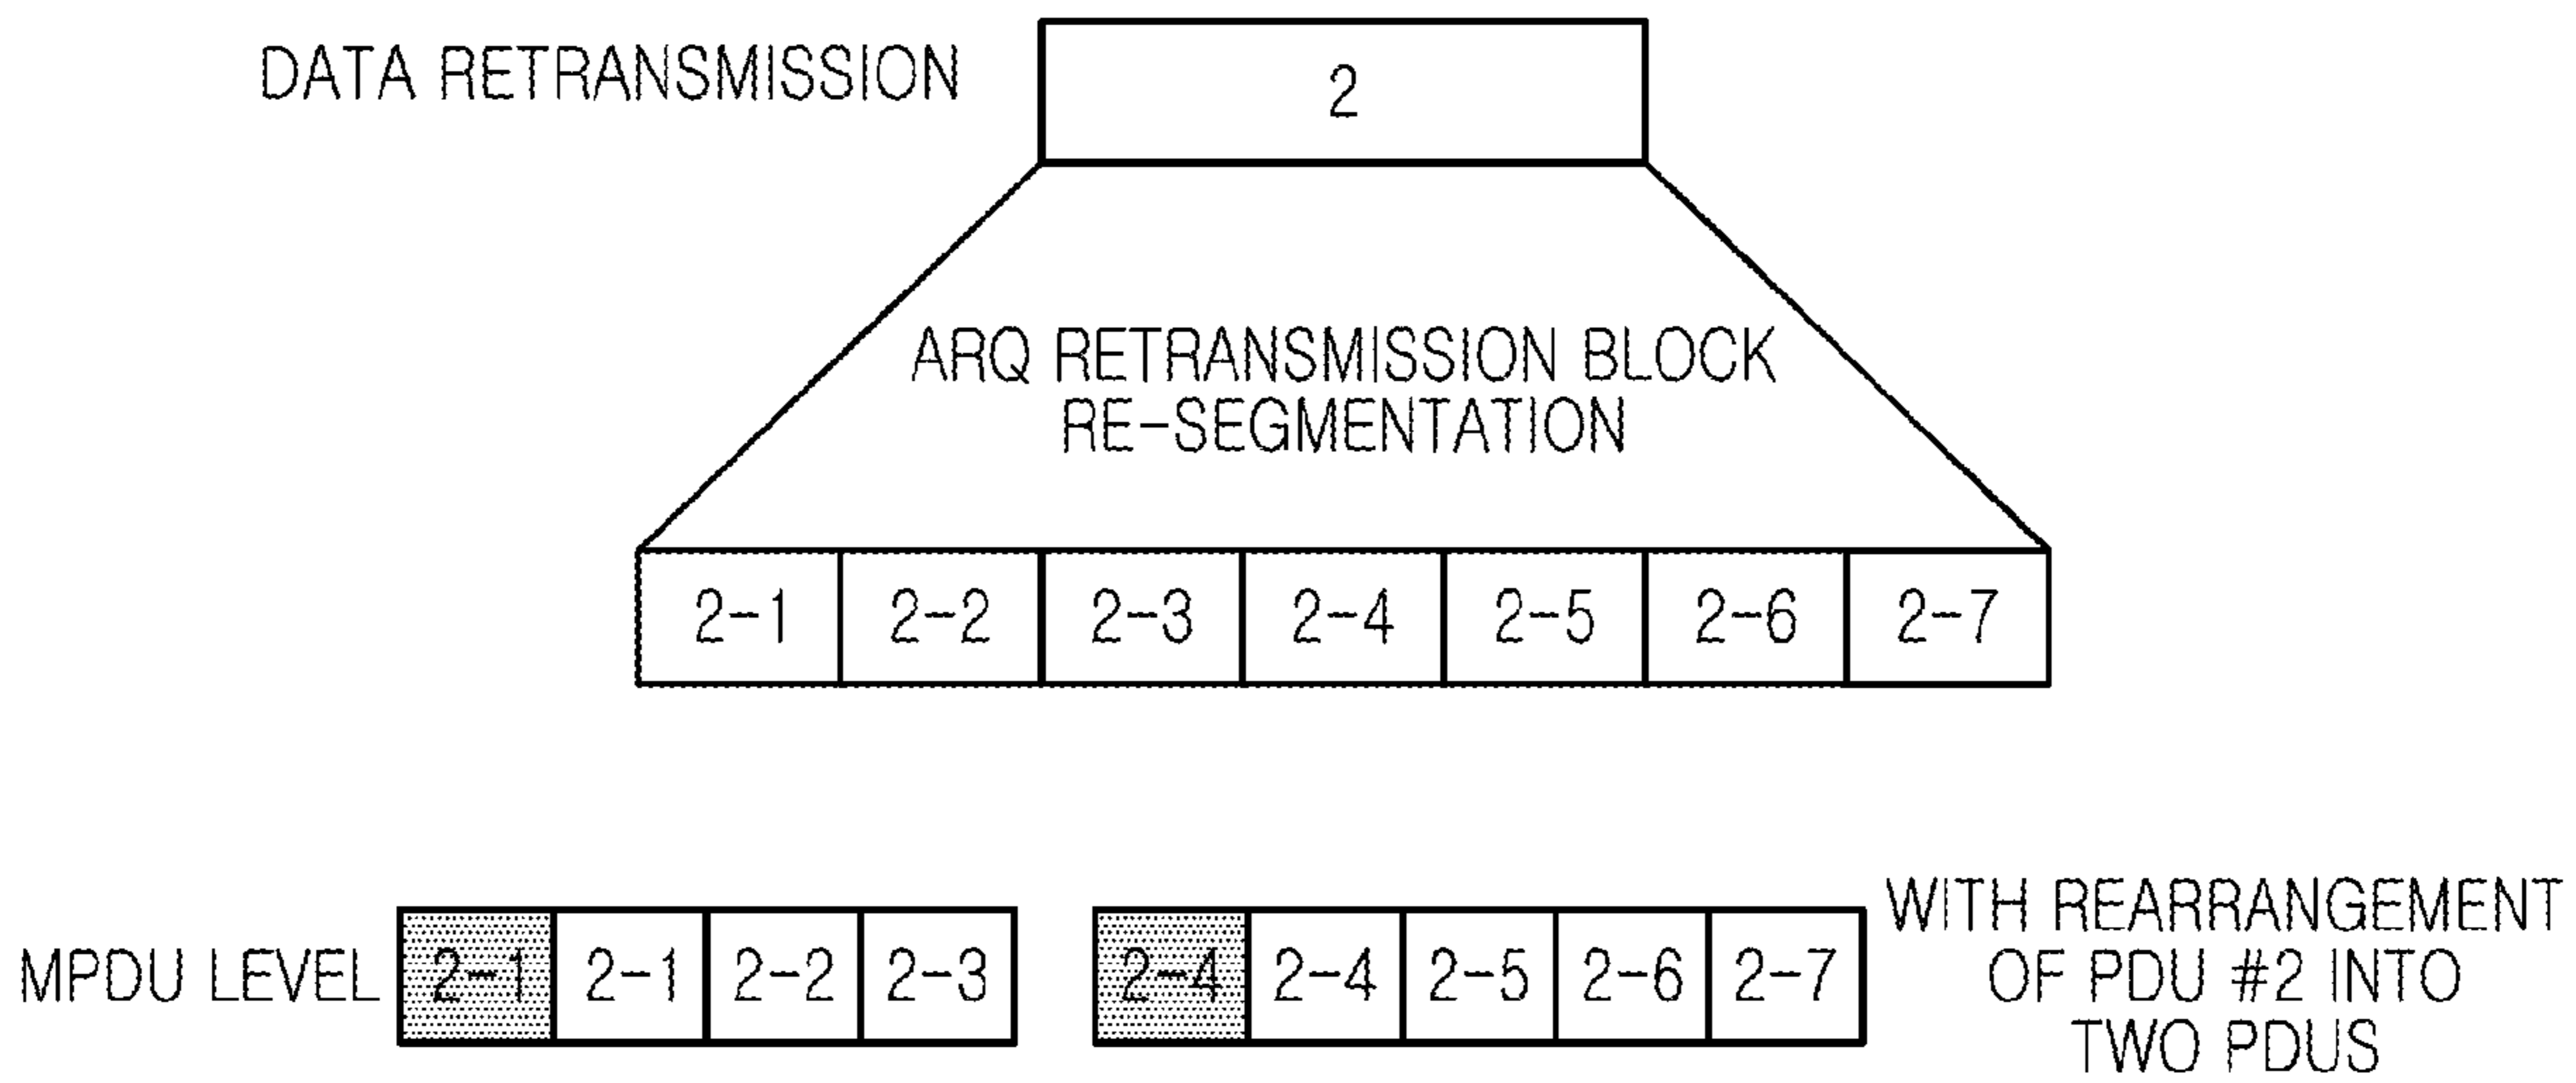 DATA RETRANSMISSION
2
ARQ RETRANSMISSION BLOCK
RE-SEGMENTATION
2-1 2-2 2-3 2-4 2-5 2-6 2-7
MPDU LEVEL 2-1 2-1 2-2 2-3 2-4 2-4 2-5 2-6 2-7
WITH REARRANGEMENT
OF PDU #2 INTO
TWO PDUS